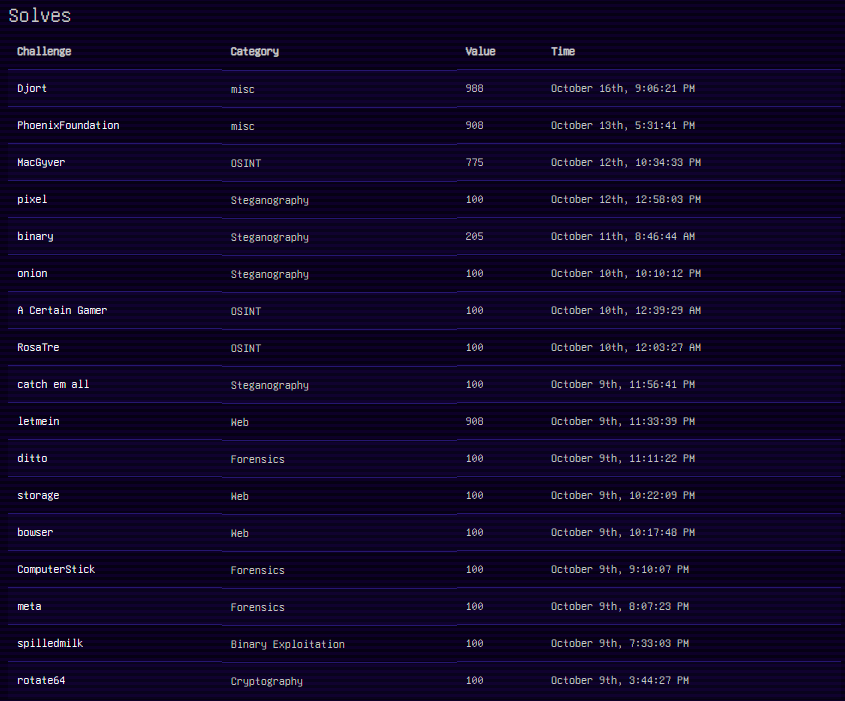 Solves
Challenge Category Value Time
Djort misc 988 October 16th, 9:06:21 PM
PhoenixFoundation misc 908 October 13th, 5:31:41 PM
MacGyver OSINT 775 October 12th, 10:34:33 PM
pixel Steganography 100 October 12th, 12:58:03 PM
binary Steganography 205 October 11th, 8:46:44 AM
onion Steganography 100 October 10th, 10:10:12 PM
A Certain Gamer OSINT 100 October 10th, 12:39:29 AM
RosaTre OSINT 100 October 10th, 12:03:27 AM
catch em all Steganography 100 October 9th, 11:56:41 PM
letmein Web 908 October 9th, 11:33:39 PM
ditto Forensics 100 October 9th, 11:11:22 PM
storage Web 100 October 9th, 10:22:09 PM
bowser Web 100 October 9th, 10:17:48 PM
ComputerStick Forensics 100 October 9th, 9:10:07 PM
meta Forensics 100 October 9th, 8:07:23 PM
spilledmilk Binary Exploitation 100 October 9th, 7:33:03 PM
rotate64 Cryptography 100 October 9th, 3:44:27 PM